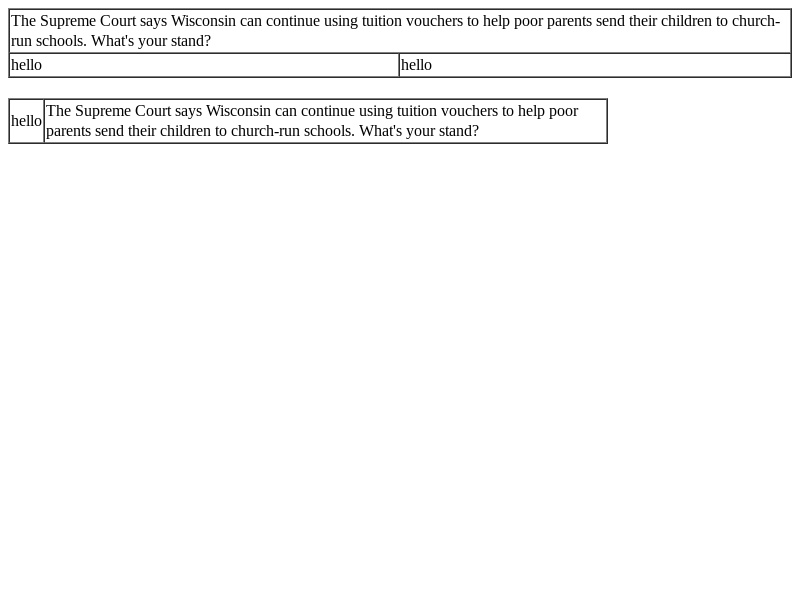 The Supreme Court says Wisconsin can continue using tuition vouchers to help poor parents send their children to church-
run schools. What's your stand?
hello hello
hello
The Supreme Court says Wisconsin can continue using tuition vouchers to help poor
parents send their children to church-run schools. What's your stand?